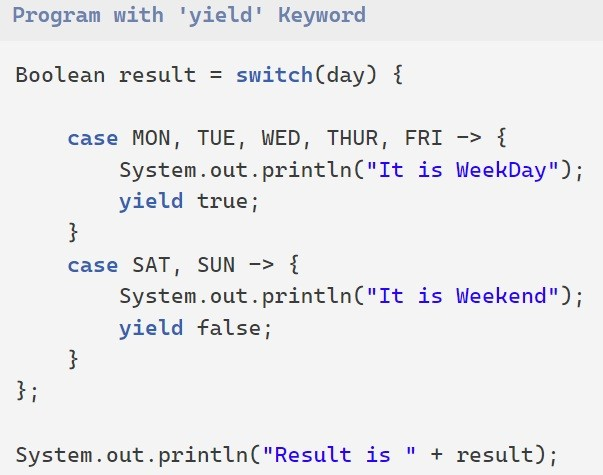 Program with 'yield' Keyword
Boolean result = switch(day) {
case MON, TUE, WED, THUR, FRI -> {
System.out.println("It is WeekDay");
yield true;
}
case SAT, SUN -> {
System.out.println("It is Weekend");
yield false;
}
};
System.out.println("Result is " + result);